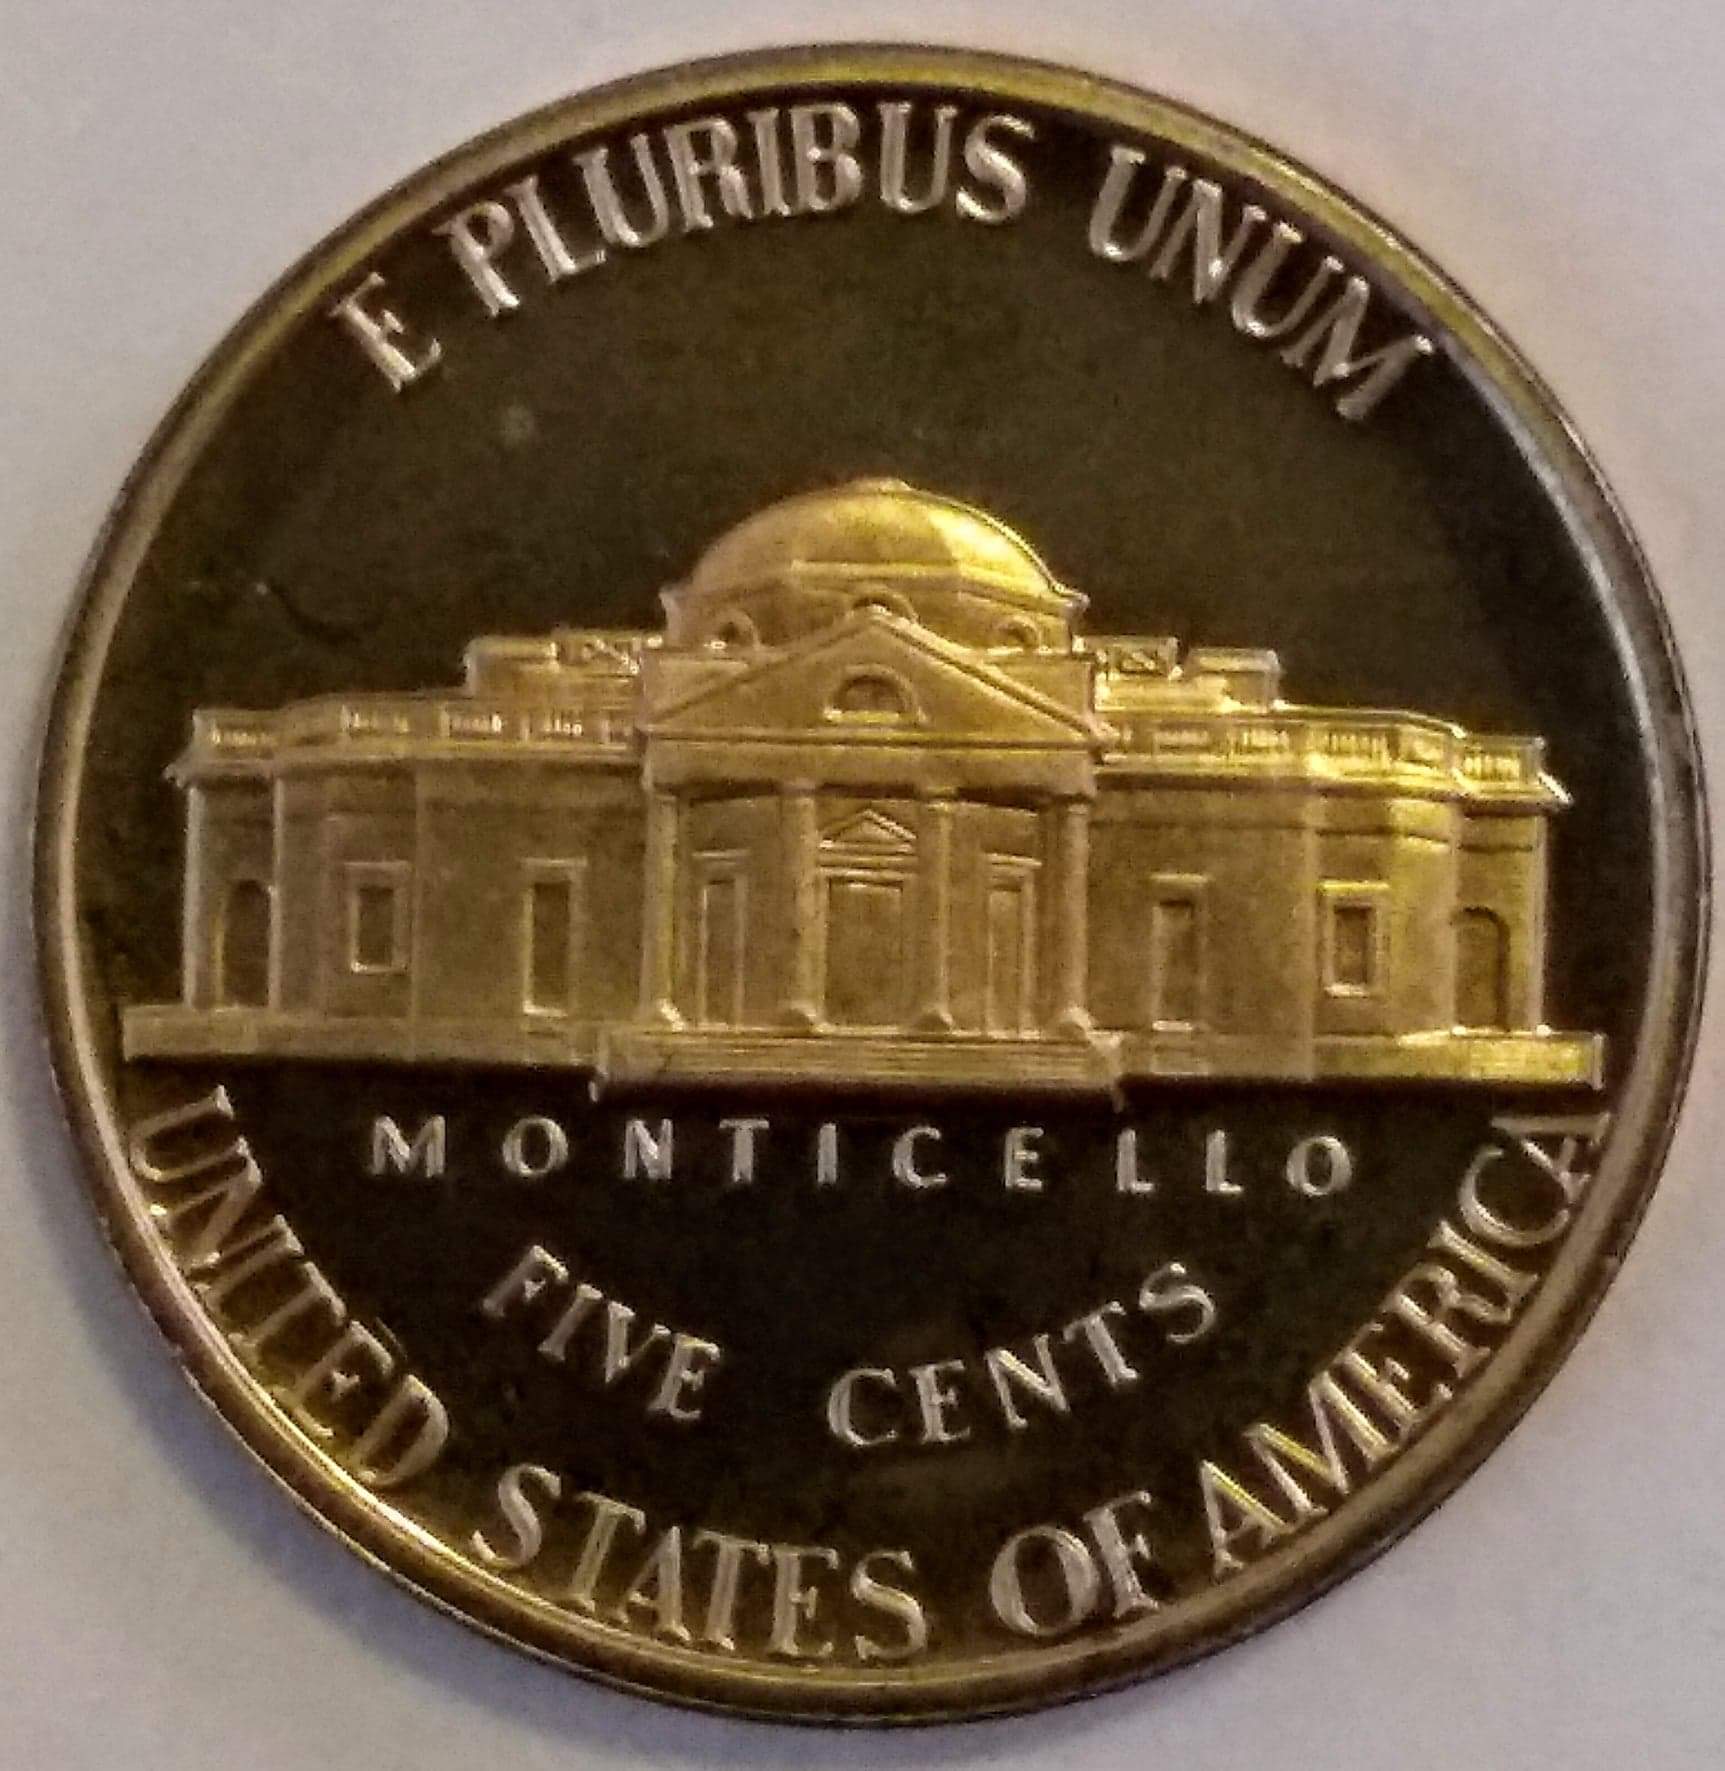 E PLURIBUS UNUM
MONTICELLO
FIVE CENTS
UNITED STATES OF AMERICA